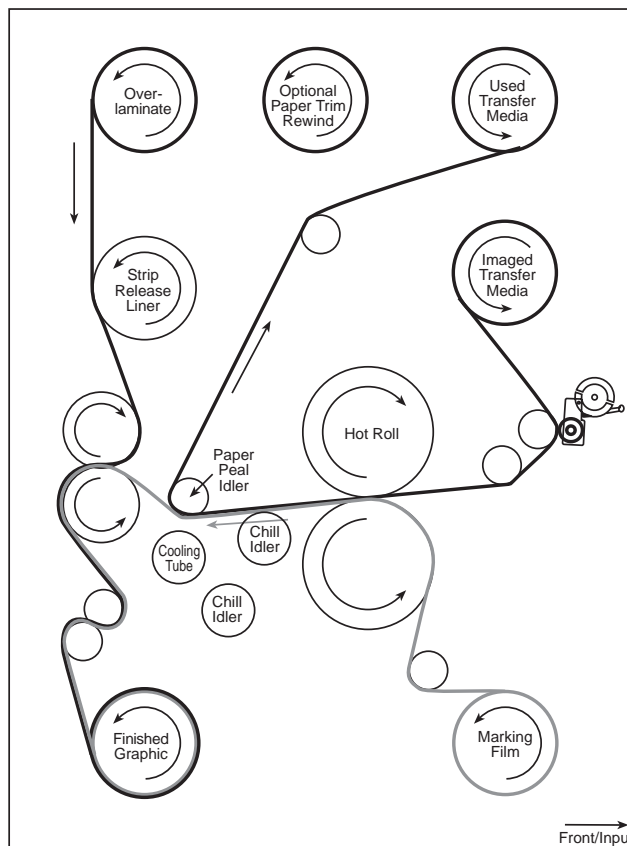 Over-
laminate
Optional
Paper Trim
Rewind
Used
Transfer
Media
Strip
Release
Liner
Imaged
Transfer
Media
Hot Roll
Paper
Peal
Idler
Chill
Idler
Cooling
Tube
Chill
Idler
Finished
Graphic
Marking
Film
Front/Inpu